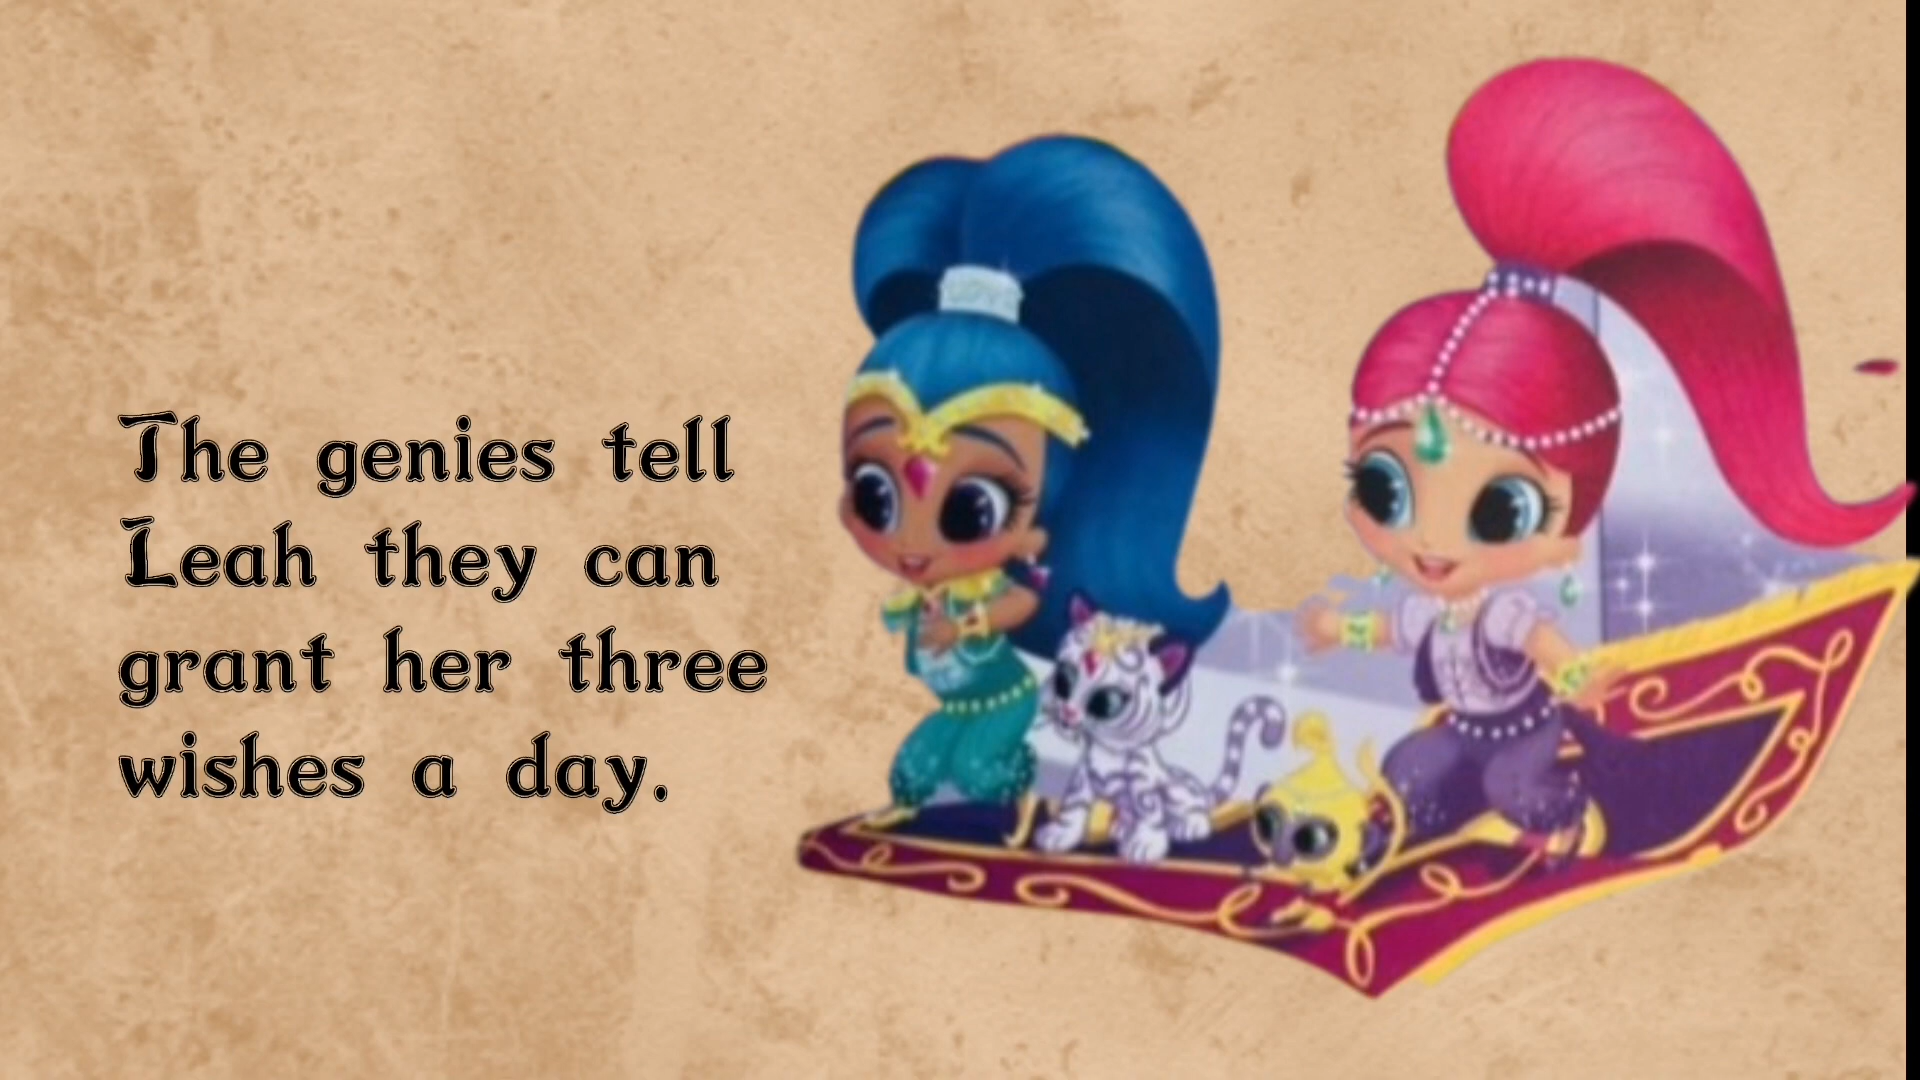 The genies tell
Leah they can
grant her three
wishes a day.